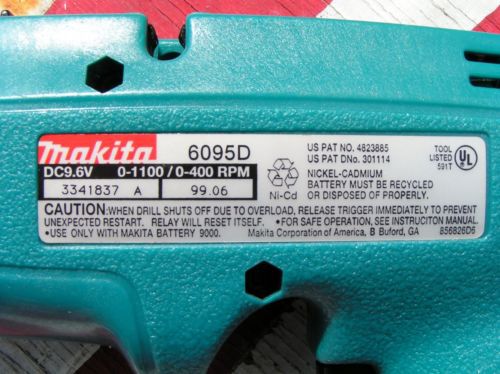 makita 6095D
DC9.6V 0-1100/0-400 RPM
3341837 A 99.06
US PAT NO. 4823885
US PAT DNo. 301114
NICKEL-CADMIUM
BATTERY MUST BE RECYCLED
OR DISPOSED OF PROPERLY.
Ni-Cd
TOOL
LISTED
591T
UL
CAUTION:WHEN DRILL SHUTS OFF DUE TO OVERLOAD, RELEASE TRIGGER IMMEDIATELY TO PREVENT
UNEXPECTED RESTART. RELAY WILL RESET ITSELF. •FOR SAFE OPERATION, SEE INSTRUCITON MANUAL.
•USE ONLY WITH MAKITA BATTERY 9000. Makita Corporation of America, B Buford, GA 856826D6